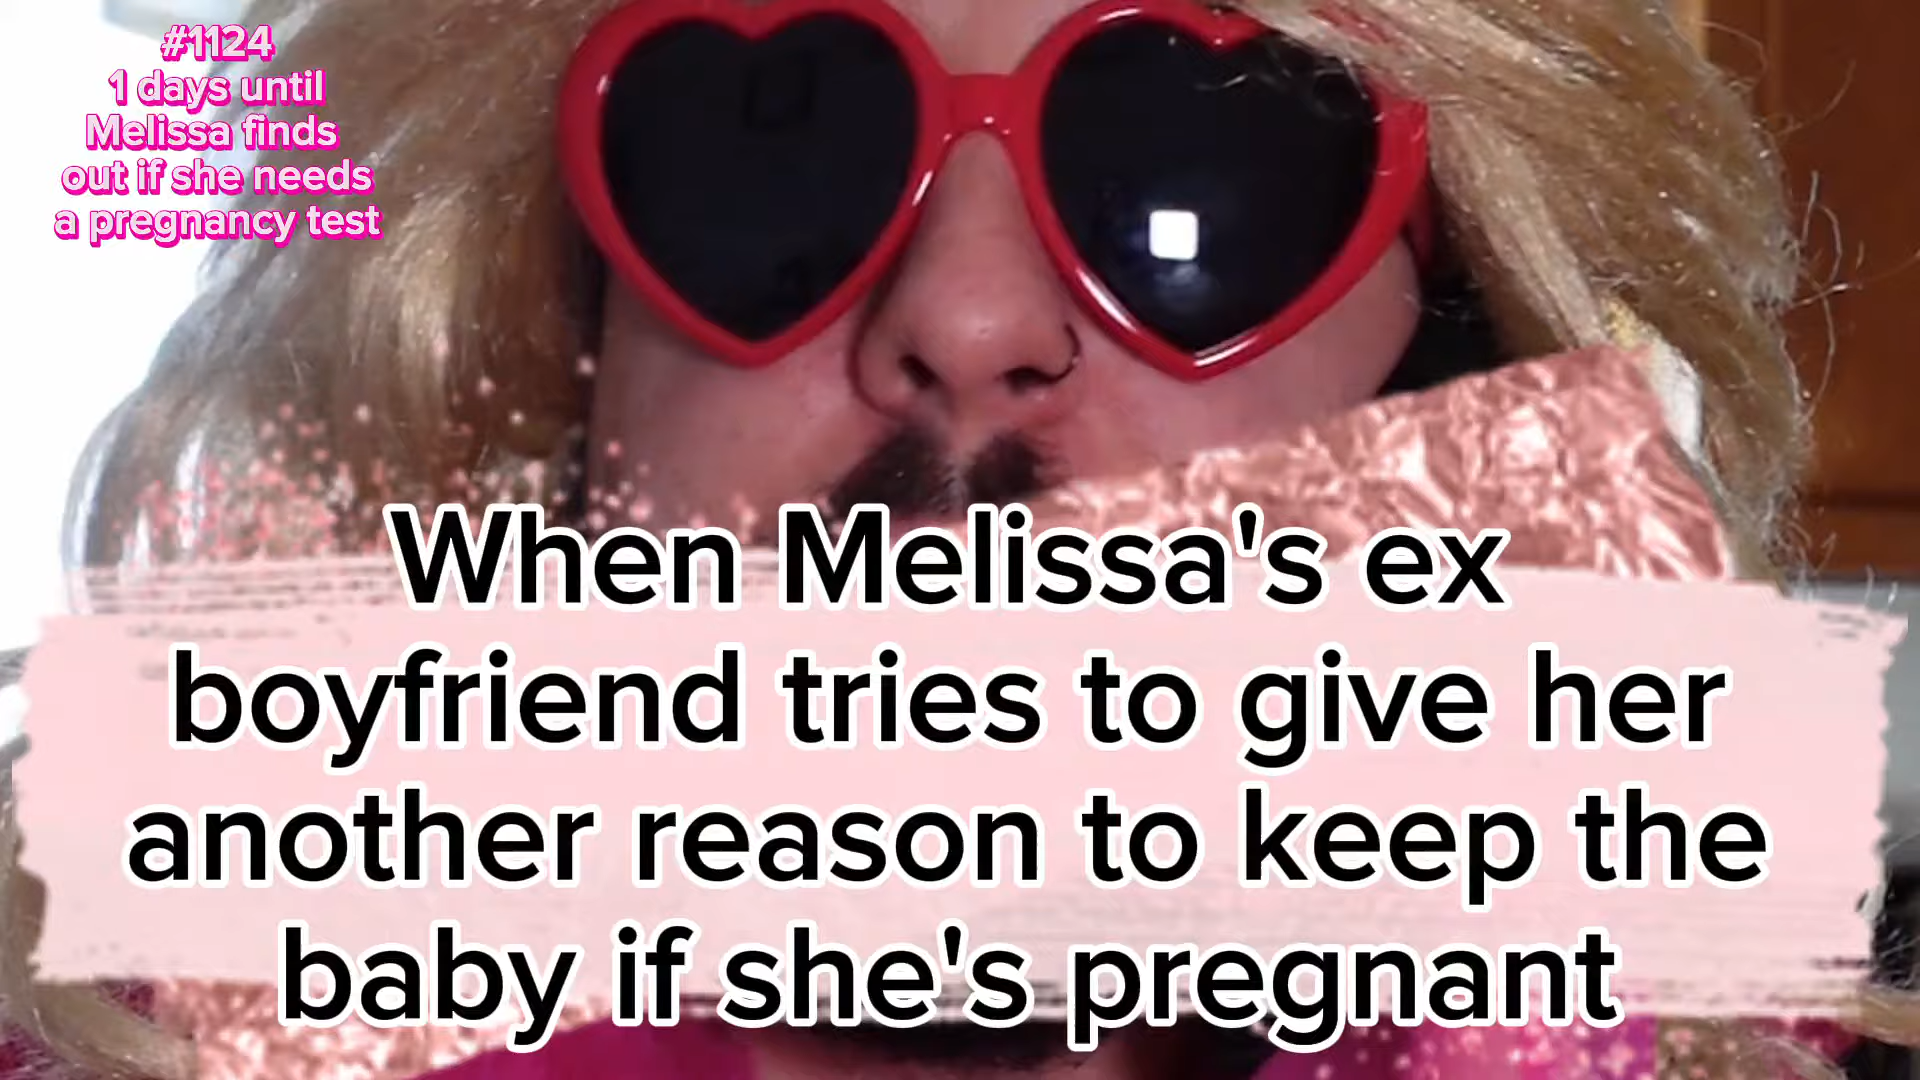 #1124
1 days until
Melissa finds
out if she needs
a pregnancy test
When Melissa's ex
boyfriend tries to give her
another reason to keep the
baby if she's pregnant